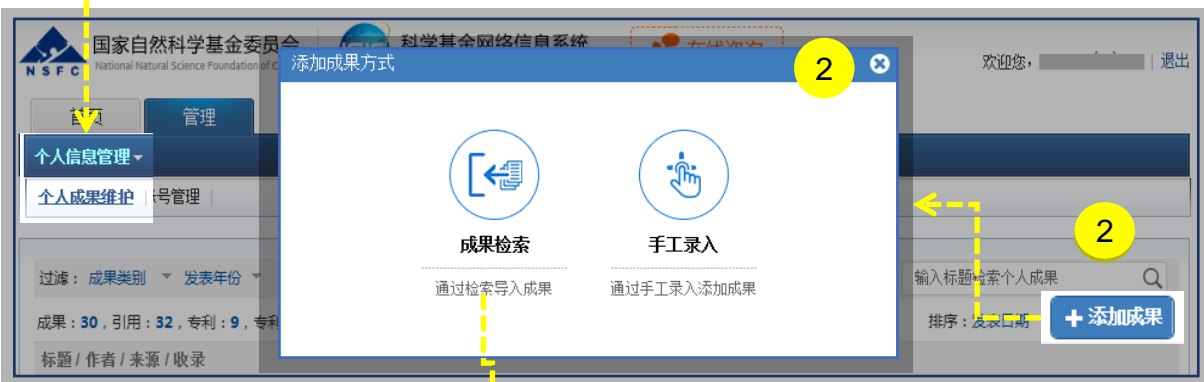 国家自然科学基金委员会
National Natural Science Foundation of C
NSFC
科学基金网络信息系统
在线咨询
欢迎您，
| 退出
添加成果方式
2
首页
管理
个人信息管理
个人成果维护
号管理
成果检索
手工录入
通过检索导入成果
通过手工录入添加成果
2
过滤： 成果类别 发表年份
输入标题检索个人成果
成果：30，引用：32，专利：9，专利
排序：发表日期
+ 添加成果
标题 / 作者 / 来源 / 收录